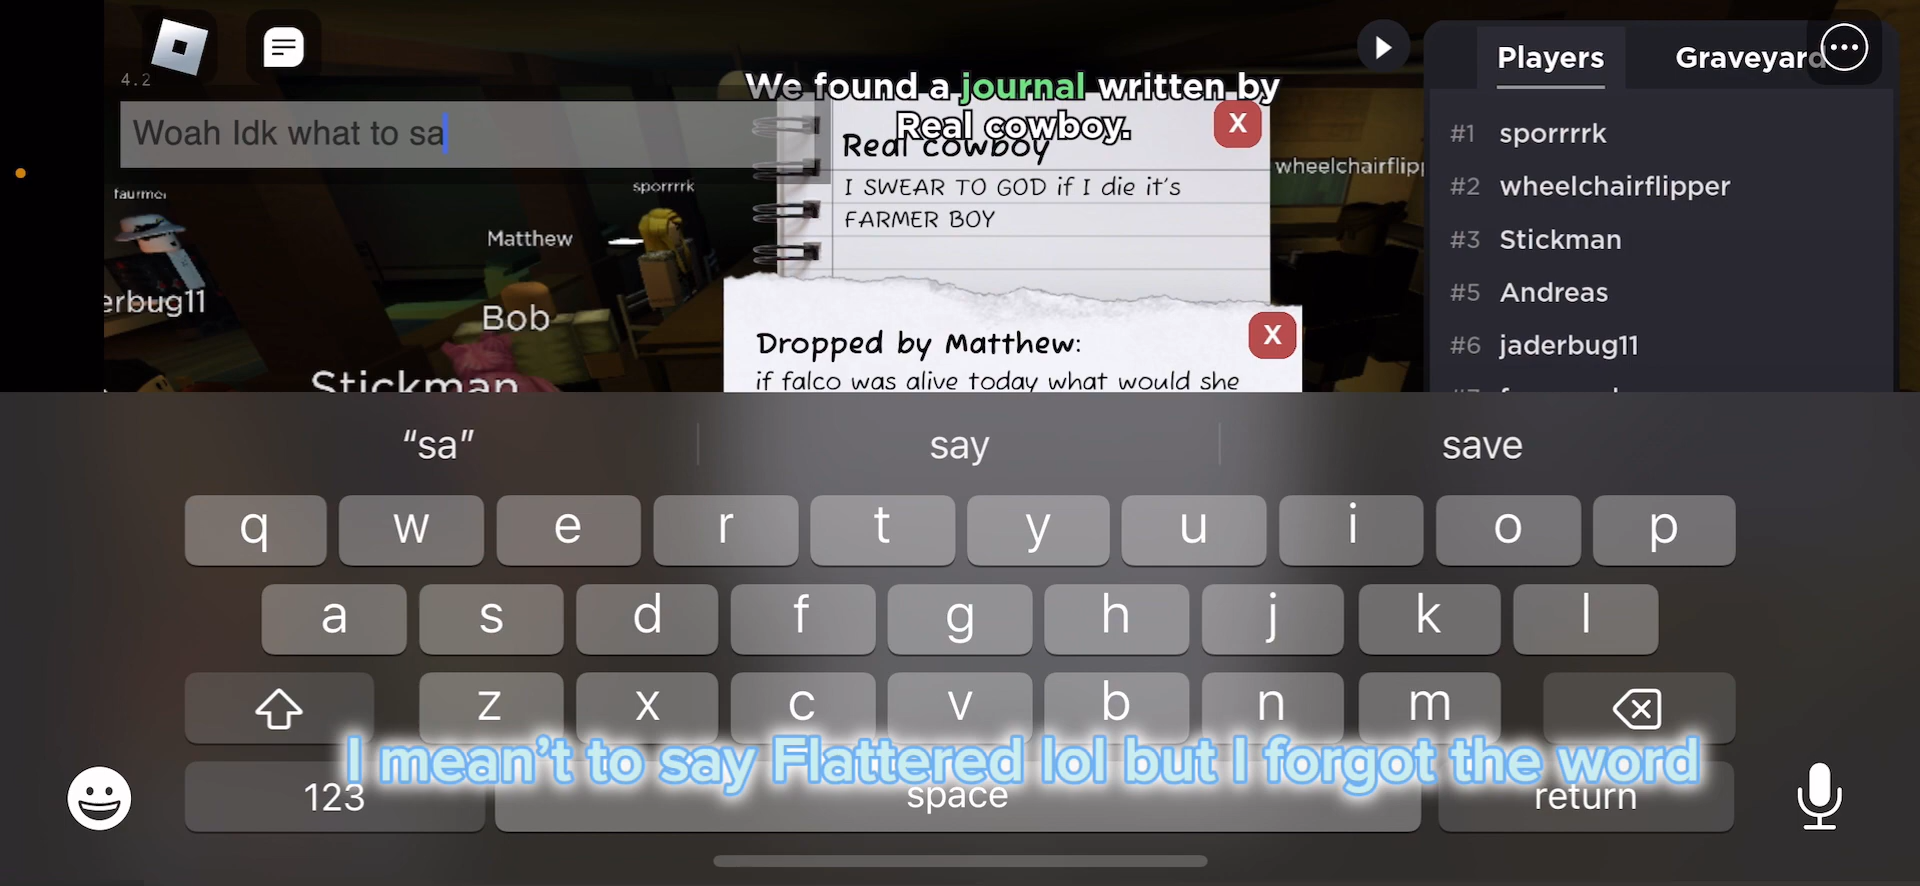 4.2
Woah Idk what to sa
We found a journal written by
Real cowboy.
Real cowboy
I SWEAR TO GOD if I die it's
FARMER BOY
X
Dropped by Matthew:
X
if falco was alive today what would she
sporrrrk
Matthew
erbug11
Bob
Stickman
wheelchairflipp
Players
Graveyard
#1 sporrrrk
#2 wheelchairflipper
#3 Stickman
#5 Andreas
#6 jaderbug11
“sa”
say
save
q w e r t y u i o p
a s d f g h j k l
z x c v b n m
I mean't to say Flattered lol but I forgot the word
123
space
return